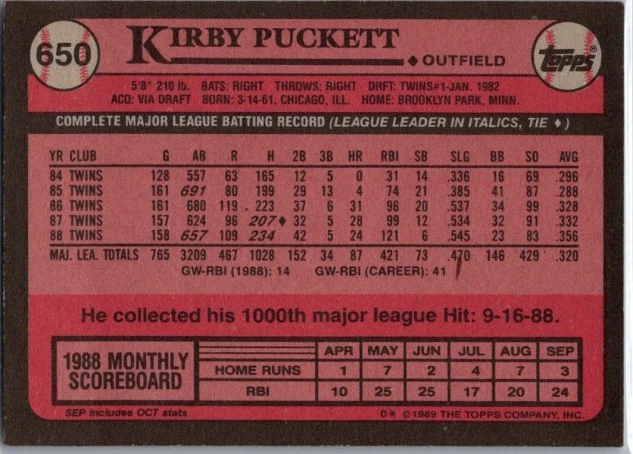 650
KIRBY PUCKETT
♦ OUTFIELD
TOPPS®
5'8" 210 lb. BATS: RIGHT THROWS: RIGHT DRFT: TWINS#1-JAN. 1982
ACQ: VIA DRAFT BORN: 3-14-61, CHICAGO, ILL. HOME: BROOKLYN PARK, MINN.
COMPLETE MAJOR LEAGUE BATTING RECORD (LEAGUE LEADER IN ITALICS, TIE ♦)
YR CLUB G AB R H 2B 3B HR RBI SB SLG BB SO AVG
84 TWINS 128 557 63 165 12 5 0 31 14 .336 16 69 .296
85 TWINS 161 691 80 199 29 13 4 74 21 .385 41 87 .288
86 TWINS 161 680 119 223 37 6 31 96 20 .537 34 99 .328
87 TWINS 157 624 96 207♦ 32 5 28 99 12 .534 32 91 .332
88 TWINS 158 657 109 234 42 5 24 121 6 .545 23 83 .356
MAJ. LEA. TOTALS 765 3209 467 1028 152 34 87 421 73 .470 146 429 .320
GW-RBI (1988): 14 GW-RBI (CAREER): 41
He collected his 1000th major league Hit: 9-16-88.
1988 MONTHLY SCOREBOARD
APR MAY JUN JUL AUG SEP
HOME RUNS 1 7 2 4 7 3
RBI 10 25 25 17 20 24
SEP includes OCT stats
D* ©1989 THE TOPPS COMPANY, INC.